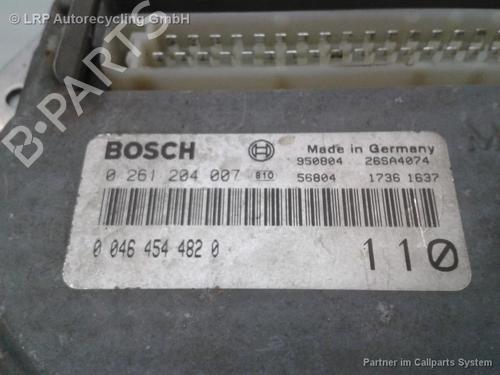 © LRP Autorecycling GmbH
BOSCH
Made in Germany
950804 26SA4074
0 261 204 007 810 56804 1736 1637
0 046 454 482 0
110
Partner im Callparts System